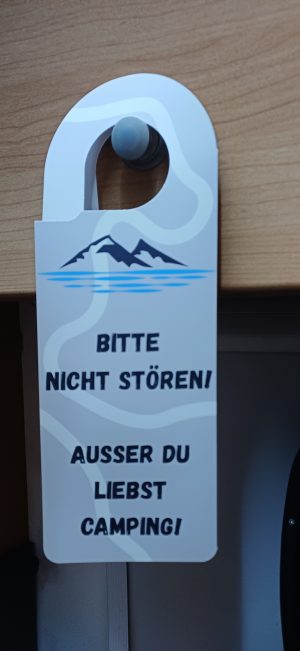 BITTE
NICHT STÖREN!
AUSSER DU
LIEBST
CAMPING!